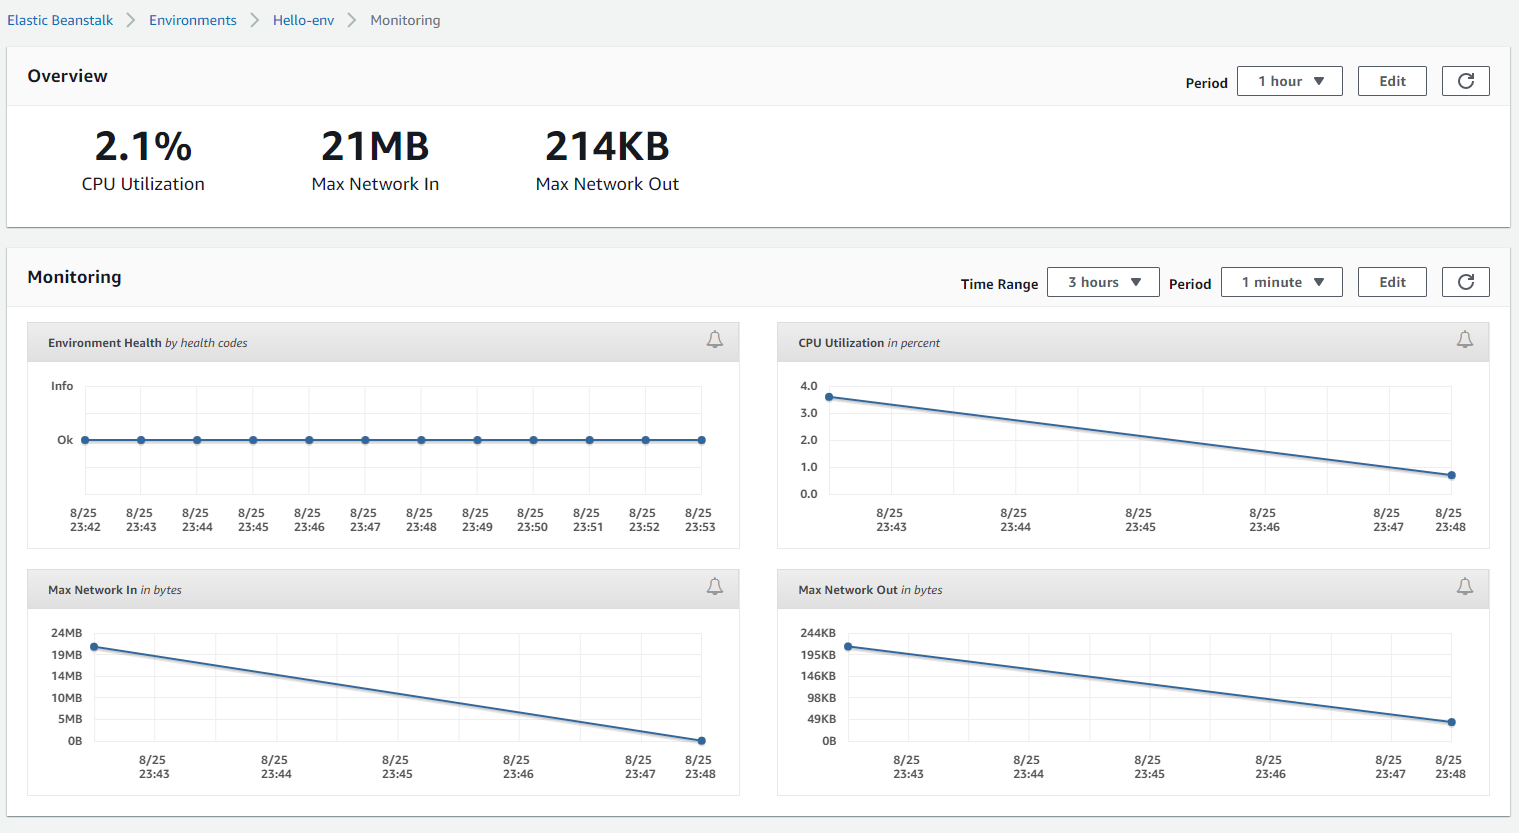 Elastic Beanstalk Environments Hello-env Monitoring
Overview
Period 1 hour Edit
2.1% 21MB 214KB
CPU Utilization Max Network In Max Network Out
Monitoring
Time Range 3 hours Period 1 minute Edit
Environment Health by health codes
Info
Ok
8/25 8/25 8/25 8/25 8/25 8/25 8/25 8/25 8/25 8/25 8/25 8/25
23:42 23:43 23:44 23:45 23:46 23:47 23:48 23:49 23:50 23:51 23:52 23:53
CPU Utilization in percent
4.0
3.0
2.0
1.0
0.0
8/25 8/25 8/25 8/25 8/25 8/25
23:43 23:44 23:45 23:46 23:47 23:48
Max Network In in bytes
24MB
19MB
14MB
10MB
5MB
0B
8/25 8/25 8/25 8/25 8/25 8/25
23:43 23:44 23:45 23:46 23:47 23:48
Max Network Out in bytes
244KB
195KB
146KB
98KB
49KB
0B
8/25 8/25 8/25 8/25 8/25 8/25
23:43 23:44 23:45 23:46 23:47 23:48